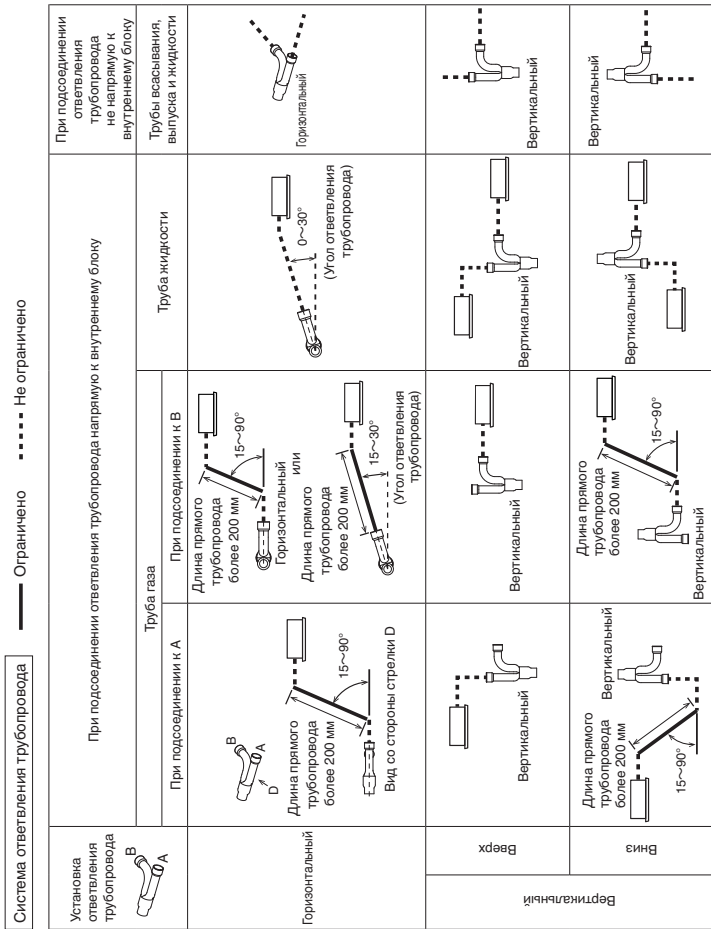 Система ответвления трубопровода
Ограничено
Не ограничено
Установка
ответвления
трубопровода
B
A
При подсоединении ответвления трубопровода напрямую к внутреннему блоку
При подсоединении
ответвления
трубопровода
не напрямую к
внутреннему блоку
Труба газа
Труба жидкости
Трубы всасывания,
выпуска и жидкости
При подсоединении к A
При подсоединении к B
Горизонтальный
B
A
D
Длина прямого
трубопровода
более 200 мм
15~90°
Вид со стороны стрелки D
Длина прямого
трубопровода
более 200 мм
15~90°
Горизонтальный
или
Длина прямого
трубопровода
более 200 мм
15~30°
(Угол ответвления
трубопровода)
0~30°
(Угол ответвления
трубопровода)
Горизонтальный
Вертикальный
Вверх
Вертикальный
Вертикальный
Вертикальный
Вертикальный
Вниз
Длина прямого
трубопровода
более 200 мм
15~90°
Вертикальный
Длина прямого
трубопровода
более 200 мм
15~90°
Вертикальный
Вертикальный
Вертикальный